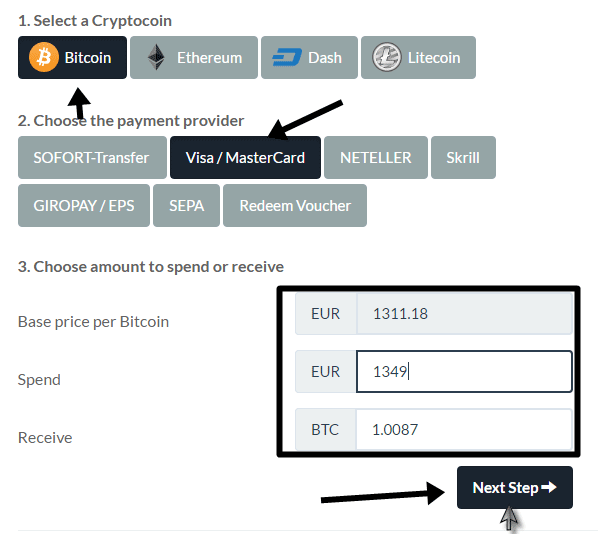 1. Select a Cryptocoin
Bitcoin Ethereum Dash Litecoin
2. Choose the payment provider
SOFORT-Transfer Visa / MasterCard NETELLER Skrill
GIROPAY / EPS SEPA Redeem Voucher
3. Choose amount to spend or receive
Base price per Bitcoin EUR 1311.18
Spend EUR 1349
Receive BTC 1.0087
Next Step